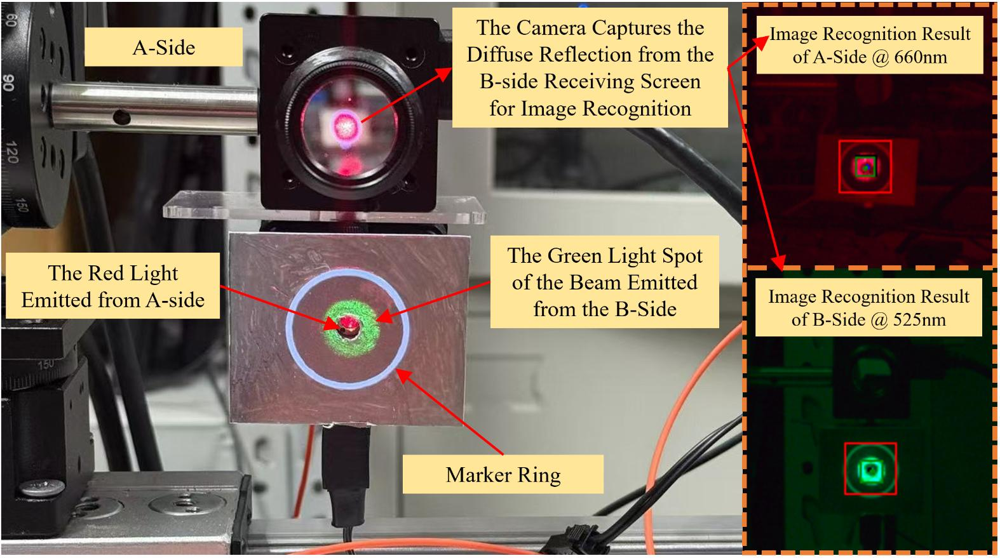 A-Side
The Camera Captures the
Diffuse Reflection from the
B-side Receiving Screen
for Image Recognition
Image Recognition Result
of A-Side @ 660nm
The Red Light
Emitted from A-side
The Green Light Spot
of the Beam Emitted
from the B-Side
Image Recognition Result
of B-Side @ 525nm
Marker Ring
60
90
120
150
150